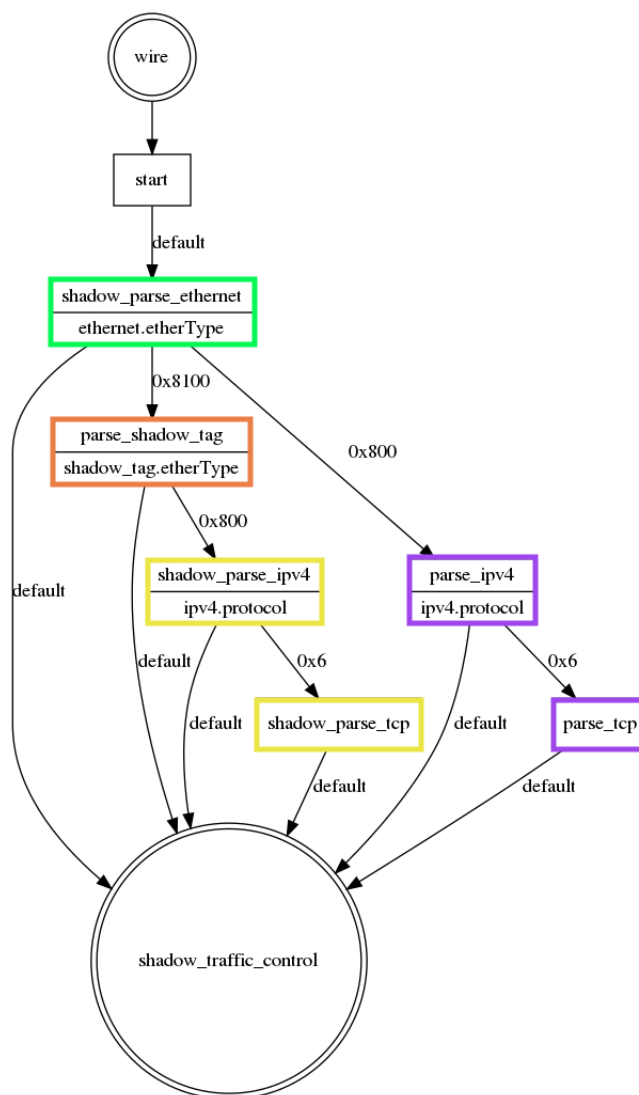 wire
start
default
shadow_parse_ethernet
ethernet.etherType
0x8100
parse_shadow_tag
shadow_tag.etherType
0x800
0x800
shadow_parse_ipv4
ipv4.protocol
parse_ipv4
ipv4.protocol
default
default
0x6
0x6
shadow_parse_tcp
parse_tcp
default
default
default
default
shadow_traffic_control